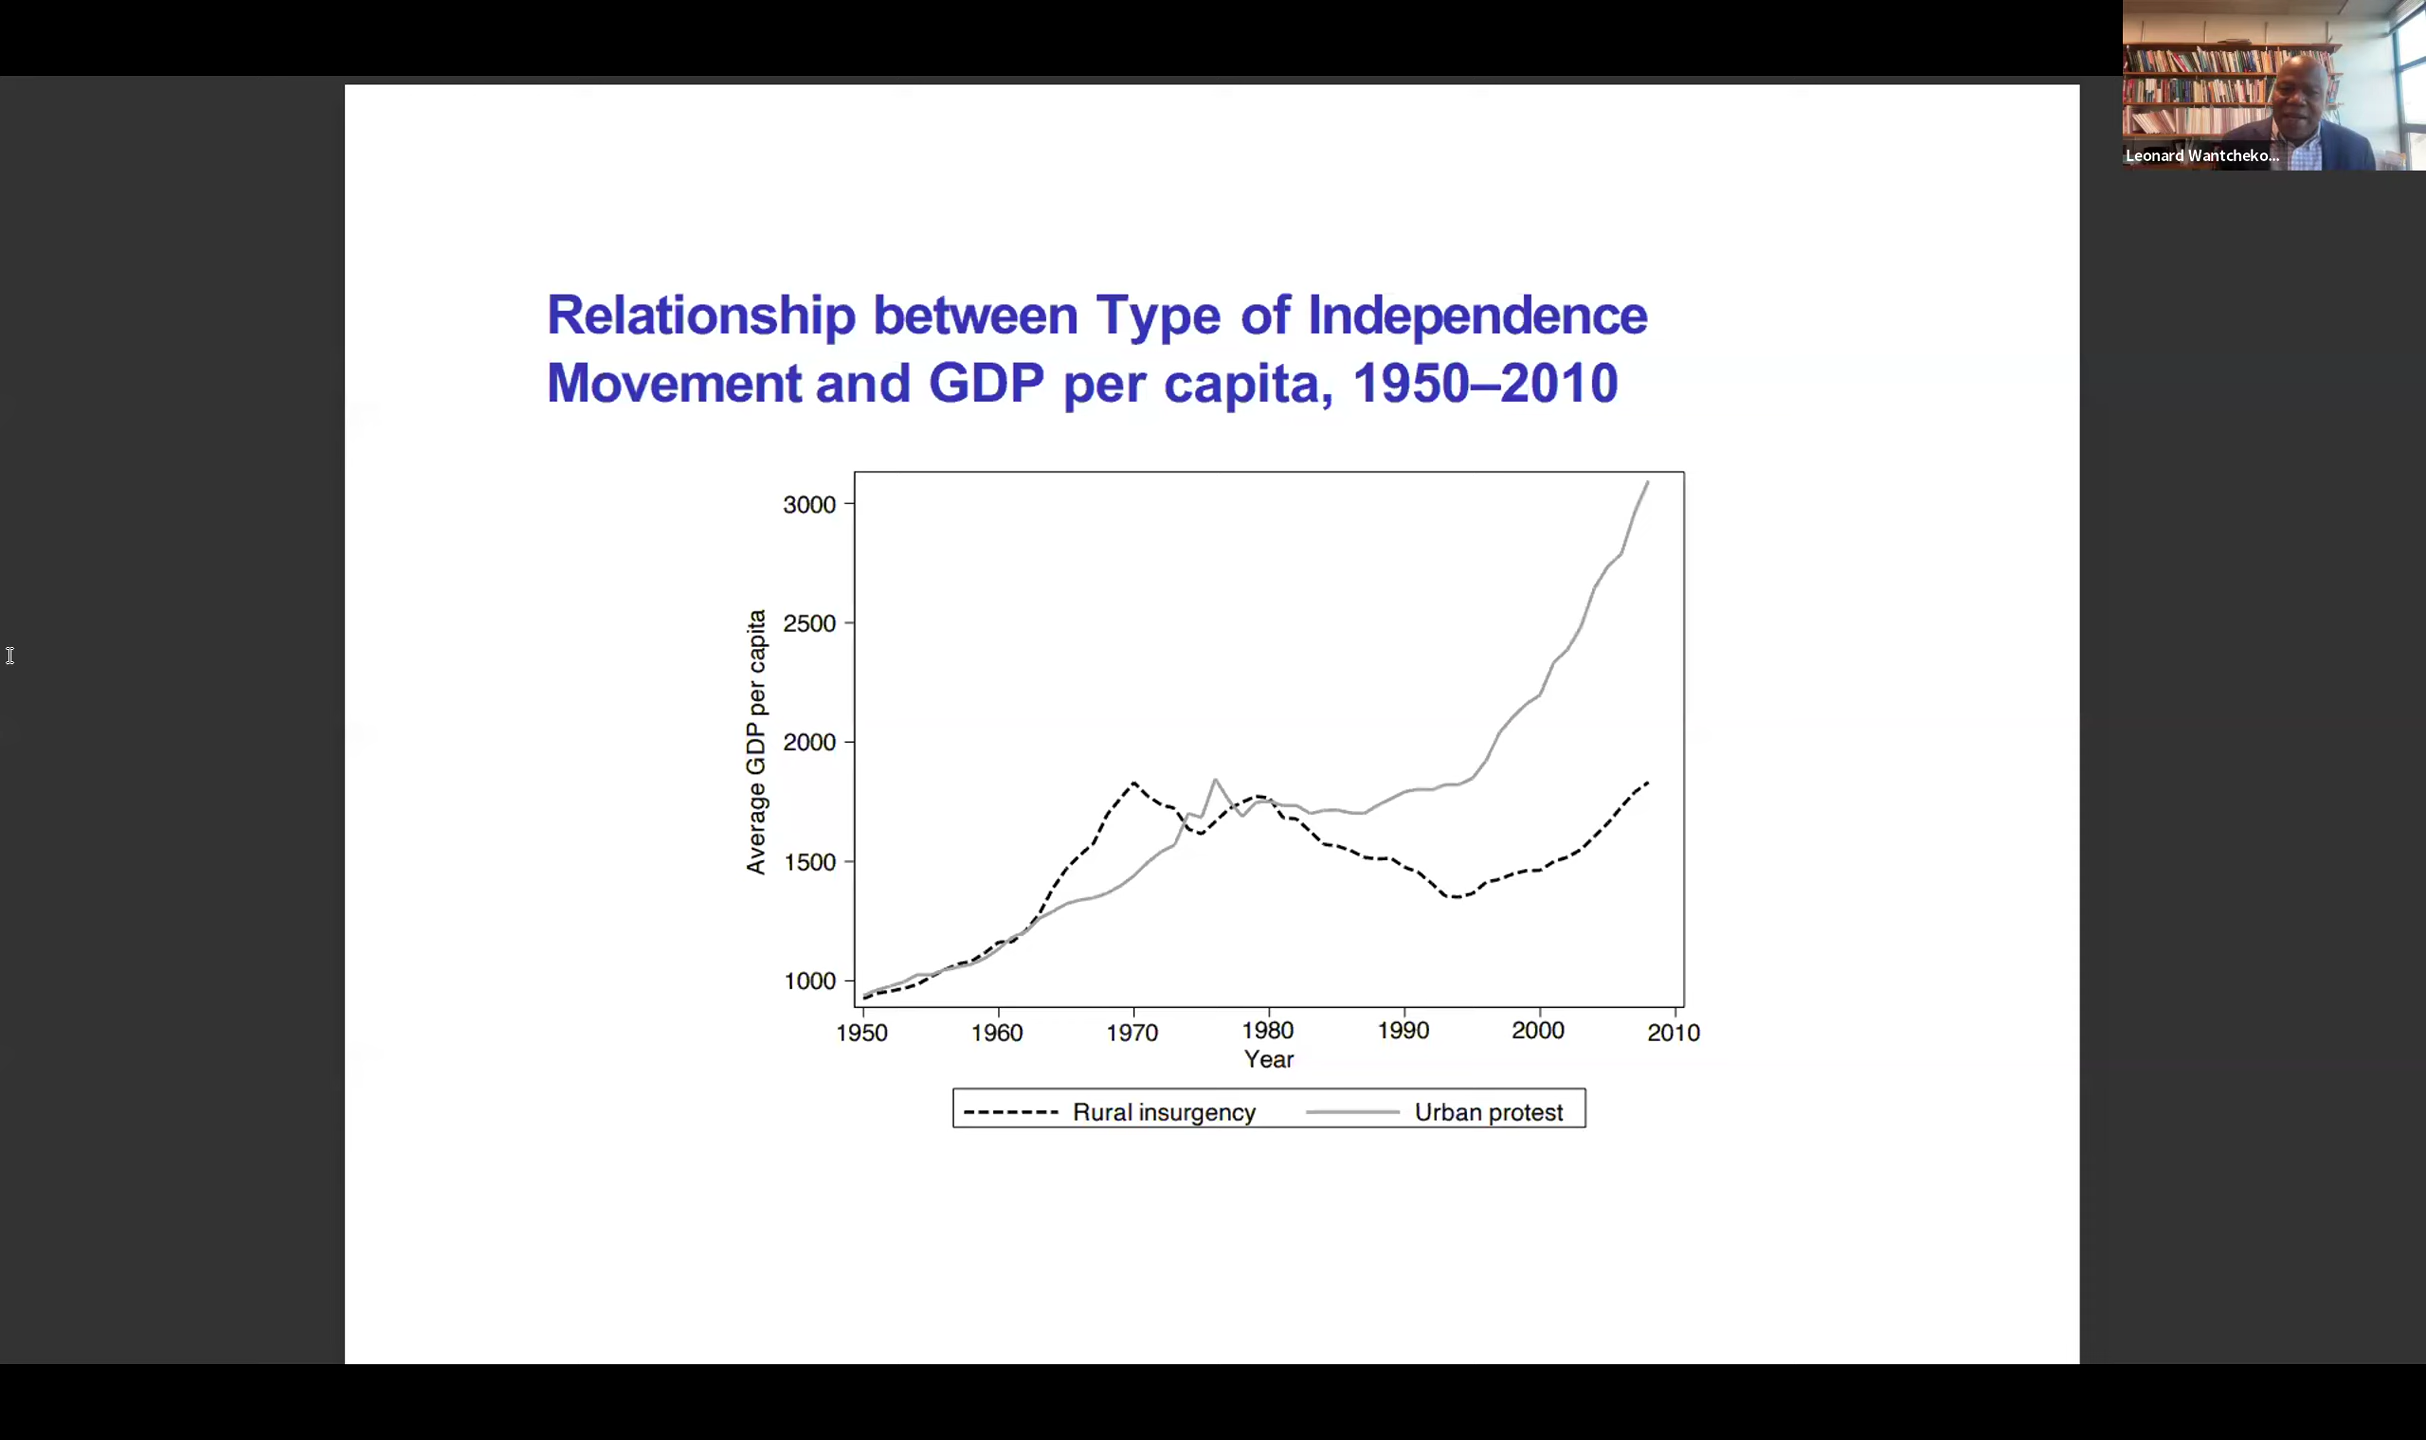 Leonard Wantcheko...
Relationship between Type of Independence
Movement and GDP per capita, 1950–2010
Average GDP per capita
3000
2500
2000
1500
1000
1950 1960 1970 1980 1990 2000 2010
Year
Rural insurgency Urban protest